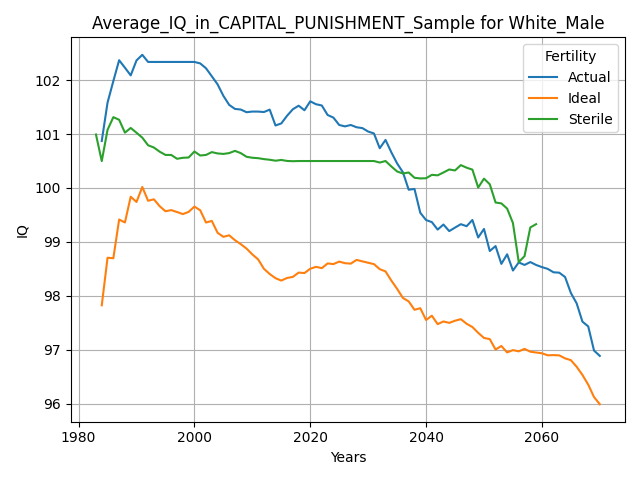 Average_IQ_in_CAPITAL_PUNISHMENT_Sample for White_Male
Fertility
Actual
Ideal
Sterile
102
101
100
99
98
97
96
IQ
1980
2000
2020
2040
2060
Years